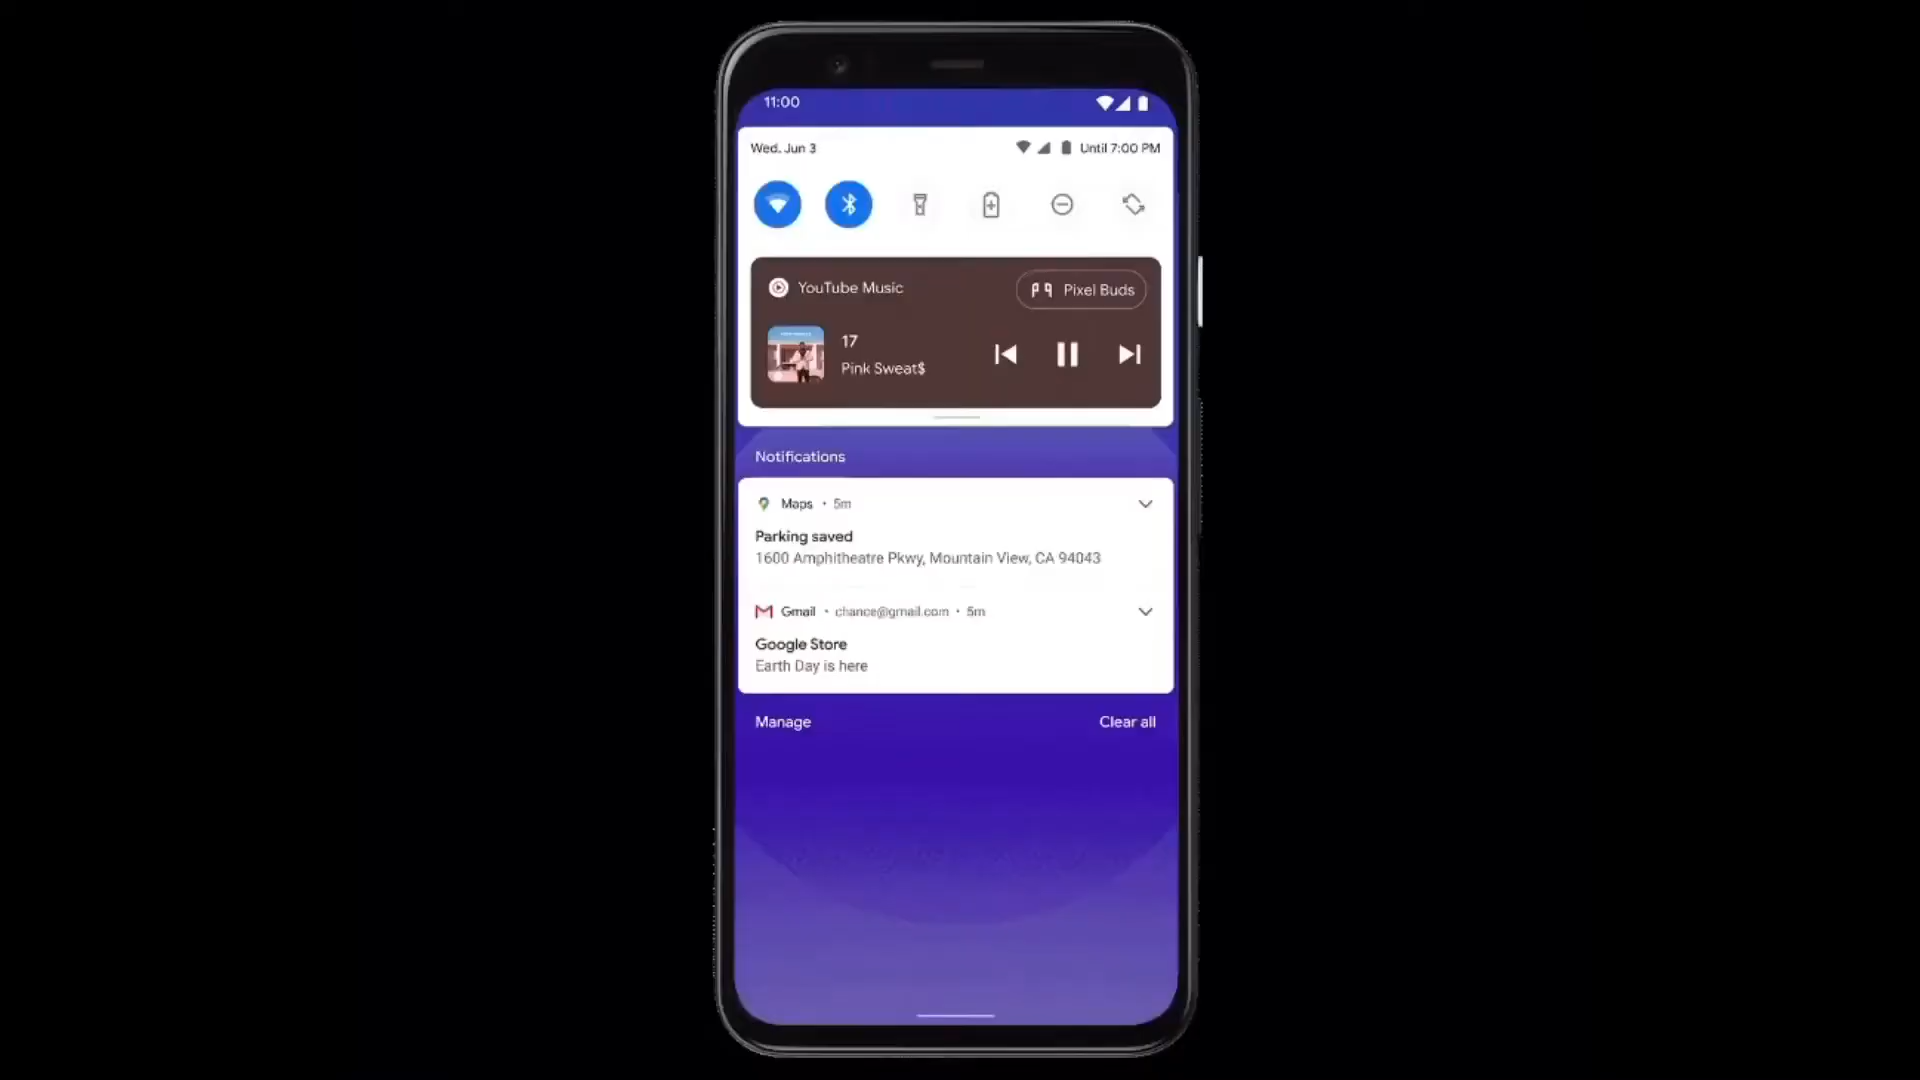 11:00
Wed, Jun 3
Until 7:00 PM
YouTube Music
Pixel Buds
17
Pink Sweat$
Notifications
Maps • 5m
Parking saved
1600 Amphitheatre Pkwy, Mountain View, CA 94043
Gmail • chance@gmail.com • 5m
Google Store
Earth Day is here
Manage
Clear all